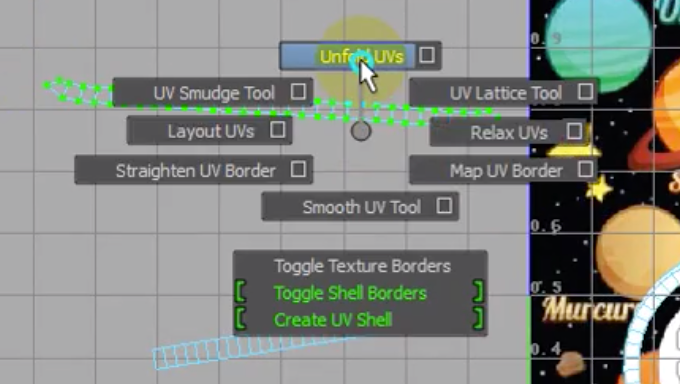 Unfold UVs
0.9
UV Smudge Tool
UV Lattice Tool
Layout UVs
Relax UVs
Straighten UV Border
Map UV Border
Smooth UV Tool
0.6
Toggle Texture Borders
Toggle Shell Borders
0.5
Create UV Shell
Murcur
0.4